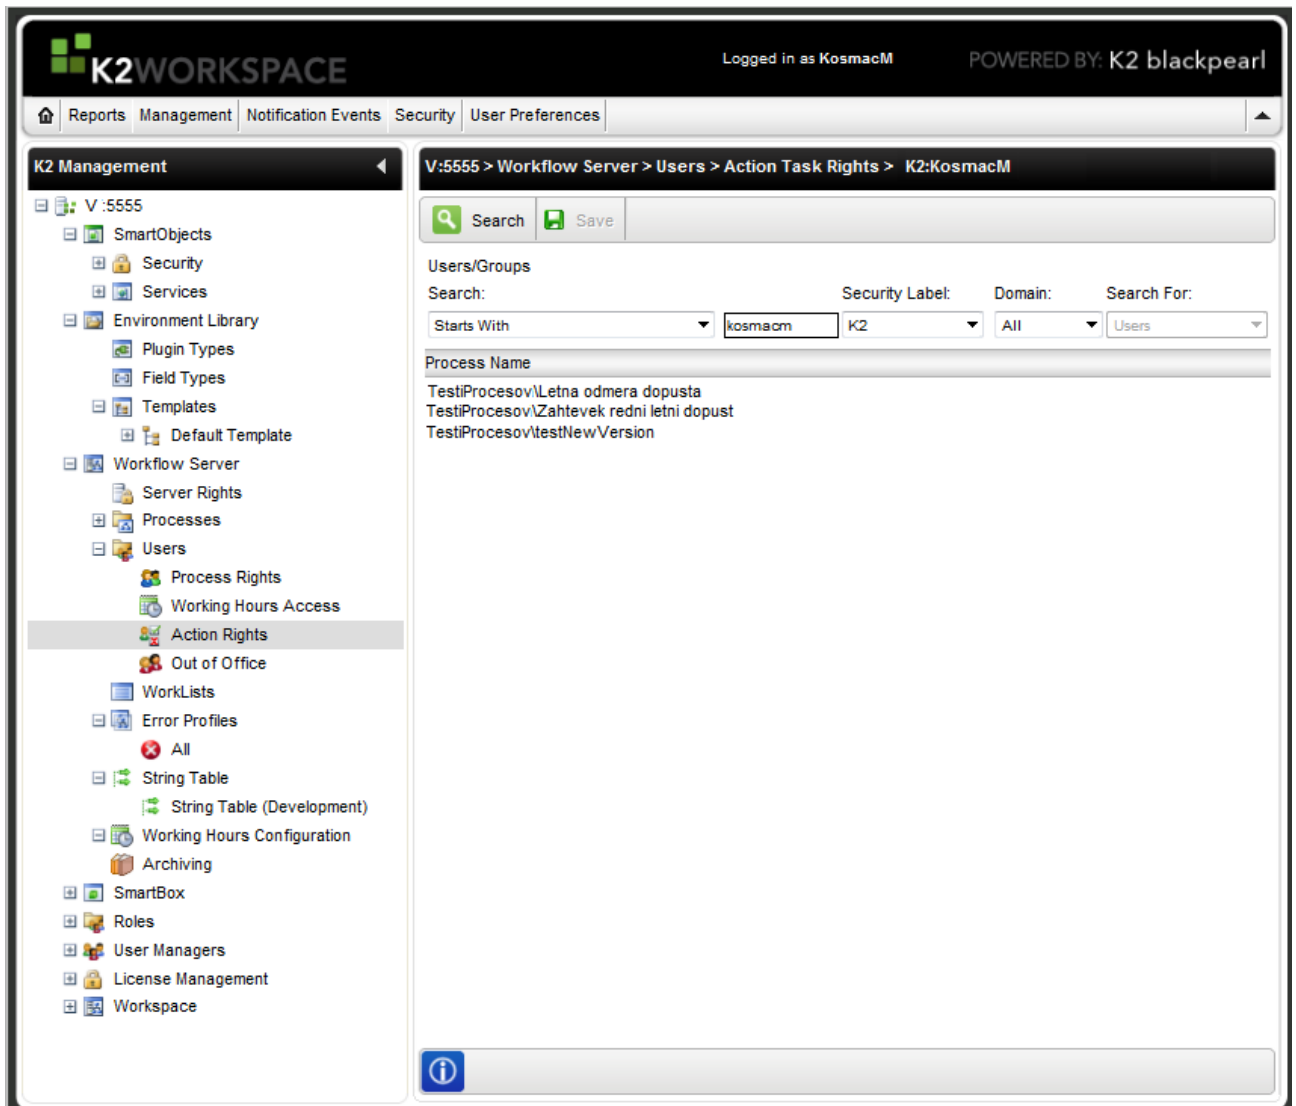 K2WORKSPACE
Logged in as KosmacM
POWERED BY: K2 blackpearl
Reports Management Notification Events Security User Preferences
K2 Management
V :5555
SmartObjects
Security
Services
Environment Library
Plugin Types
Field Types
Templates
Default Template
Workflow Server
Server Rights
Processes
Users
Process Rights
Working Hours Access
Action Rights
Out of Office
WorkLists
Error Profiles
All
String Table
String Table (Development)
Working Hours Configuration
Archiving
SmartBox
Roles
User Managers
License Management
Workspace
V:5555 > Workflow Server > Users > Action Task Rights > K2:KosmacM
Search Save
Users/Groups
Search: Security Label: Domain: Search For:
Starts With kosmacm K2 All Users
Process Name
TestiProcesov\Letna odmera dopusta
TestiProcesov\Zahtevek redni letni dopust
TestiProcesov\testNewVersion